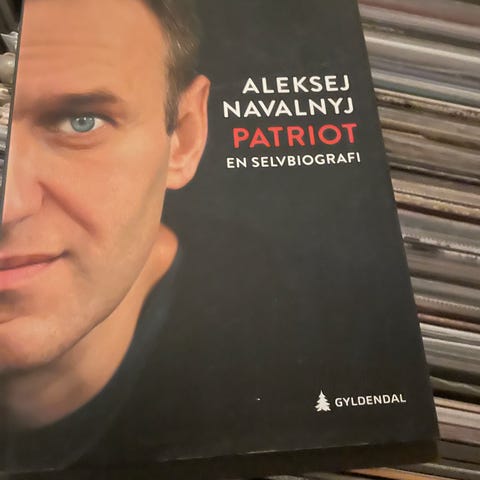 ALEKSEJ
NAVALNYJ
PATRIOT
EN SELVBIOGRAFI
GYLDENDAL